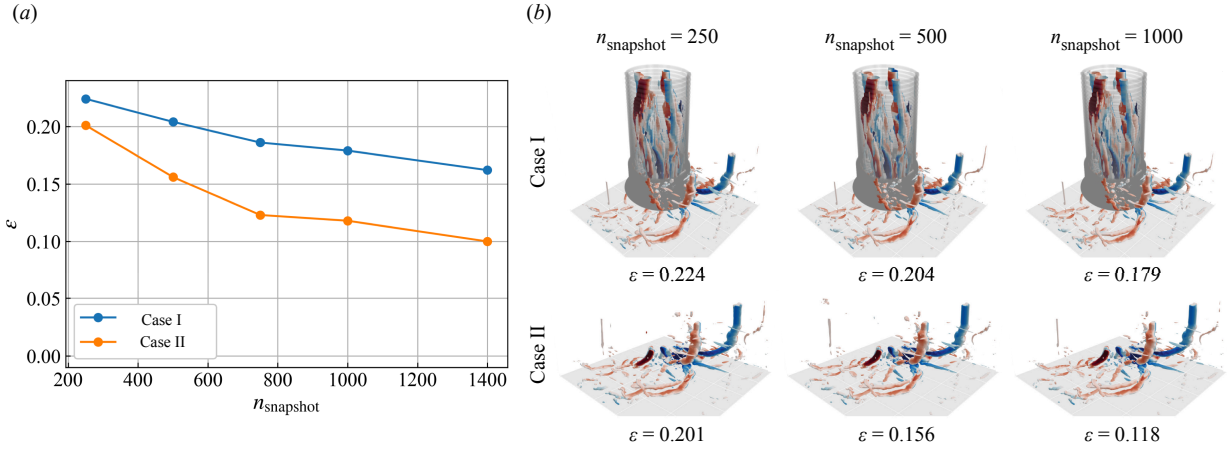 (a)
ε
0.20
0.15
0.10
0.05
0.00
Case I
Case II
200 400 600 800 1000 1200 1400
n_snapshot
(b)
n_snapshot = 250 n_snapshot = 500 n_snapshot = 1000
Case I
ε = 0.224 ε = 0.204 ε = 0.179
Case II
ε = 0.201 ε = 0.156 ε = 0.118